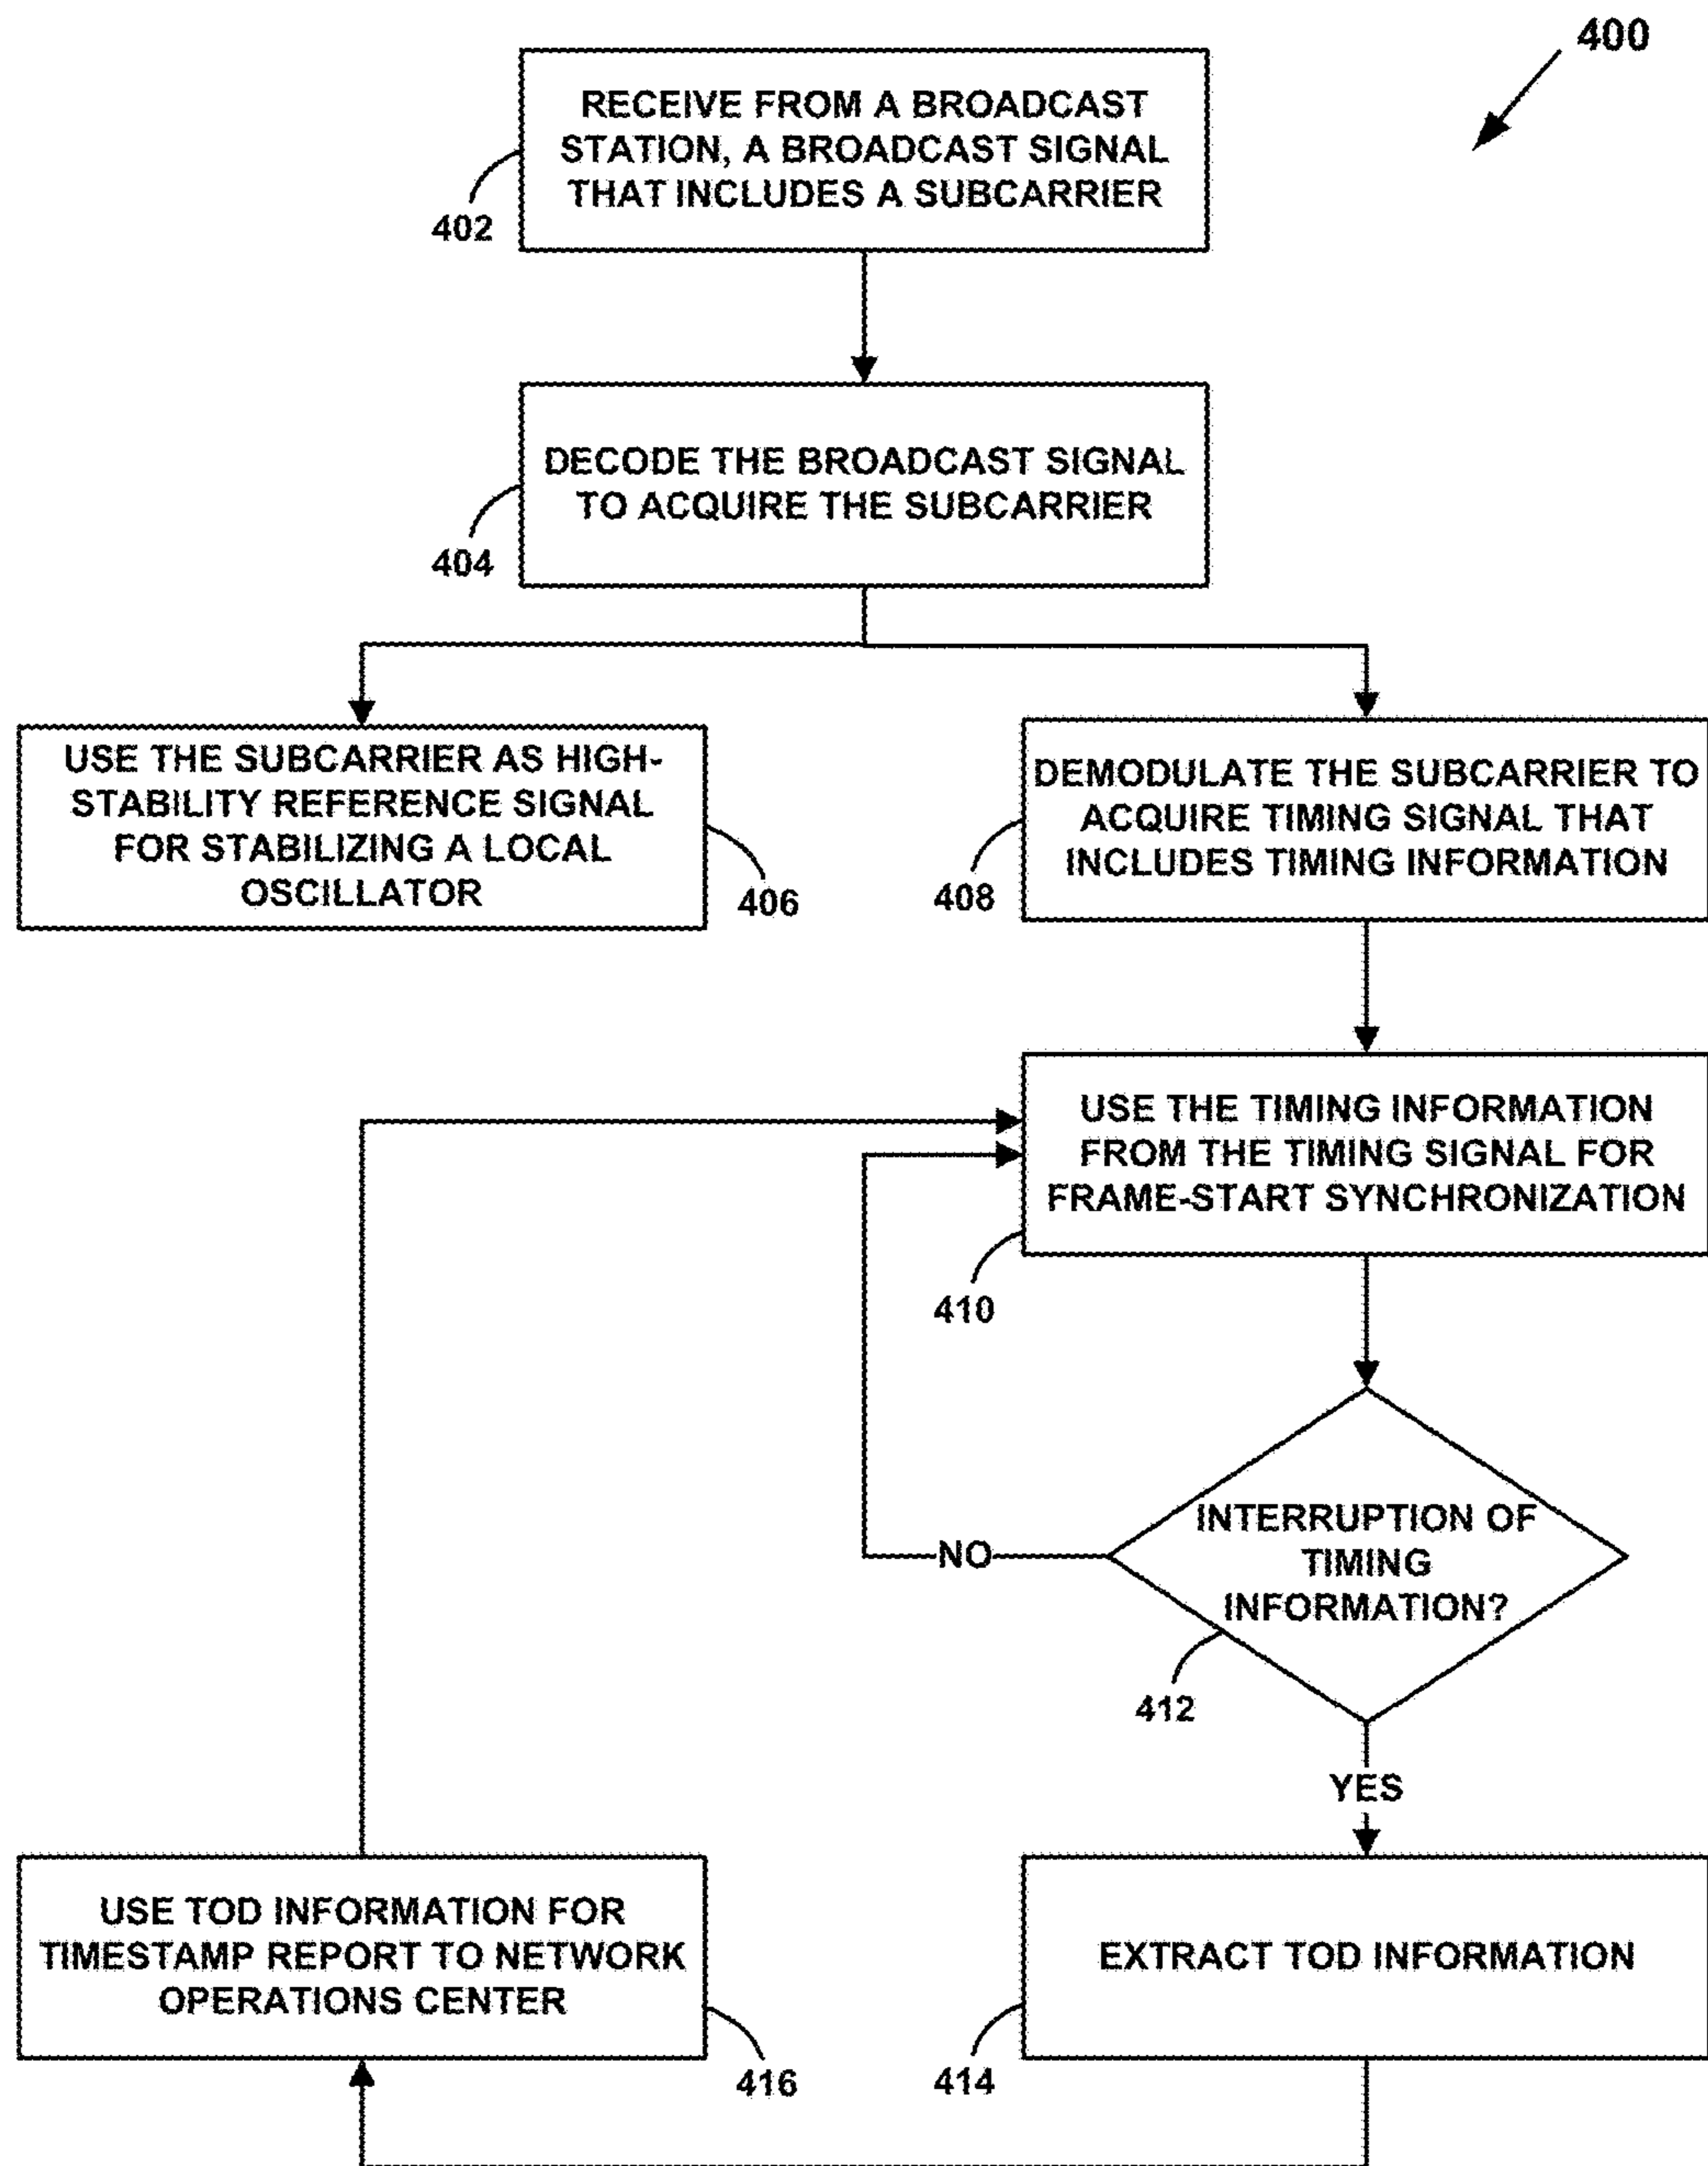 400
RECEIVE FROM A BROADCAST
STATION, A BROADCAST SIGNAL
THAT INCLUDES A SUBCARRIER
402
DECODE THE BROADCAST SIGNAL
TO ACQUIRE THE SUBCARRIER
404
USE THE SUBCARRIER AS HIGH-
STABILITY REFERENCE SIGNAL
FOR STABILIZING A LOCAL
OSCILLATOR
406
DEMODULATE THE SUBCARRIER TO
ACQUIRE TIMING SIGNAL THAT
INCLUDES TIMING INFORMATION
408
USE THE TIMING INFORMATION
FROM THE TIMING SIGNAL FOR
FRAME-START SYNCHRONIZATION
410
INTERRUPTION OF
TIMING
INFORMATION?
NO
412
YES
USE TOD INFORMATION FOR
TIMESTAMP REPORT TO NETWORK
OPERATIONS CENTER
416
EXTRACT TOD INFORMATION
414